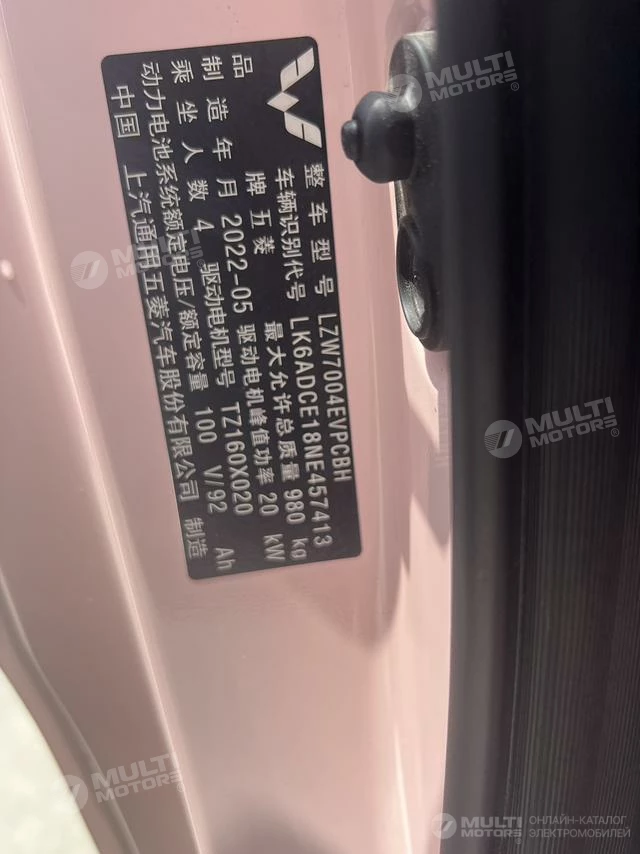 整车型号 LZW7004EVPCBH
车辆识别代号 LK6ADCE18NE457413
品牌 五菱 最大允许总质量 980 kg
制造年月 2022-05 驱动电机峰值功率 20 kW
乘坐人数 4 驱动电机型号 TZ160X020
动力电池系统额定电压/额定容量 100 V/92 Ah
中国 上汽通用五菱汽车股份有限公司 制造
MULTI
MOTORS®
MULTI
MOTORS®
MULTI
MOTORS®
MULTI
MOTORS®
MULTI
MOTORS®
ОНЛАЙН-КАТАЛОГ
ЭЛЕКТРОМОБИЛЕЙ